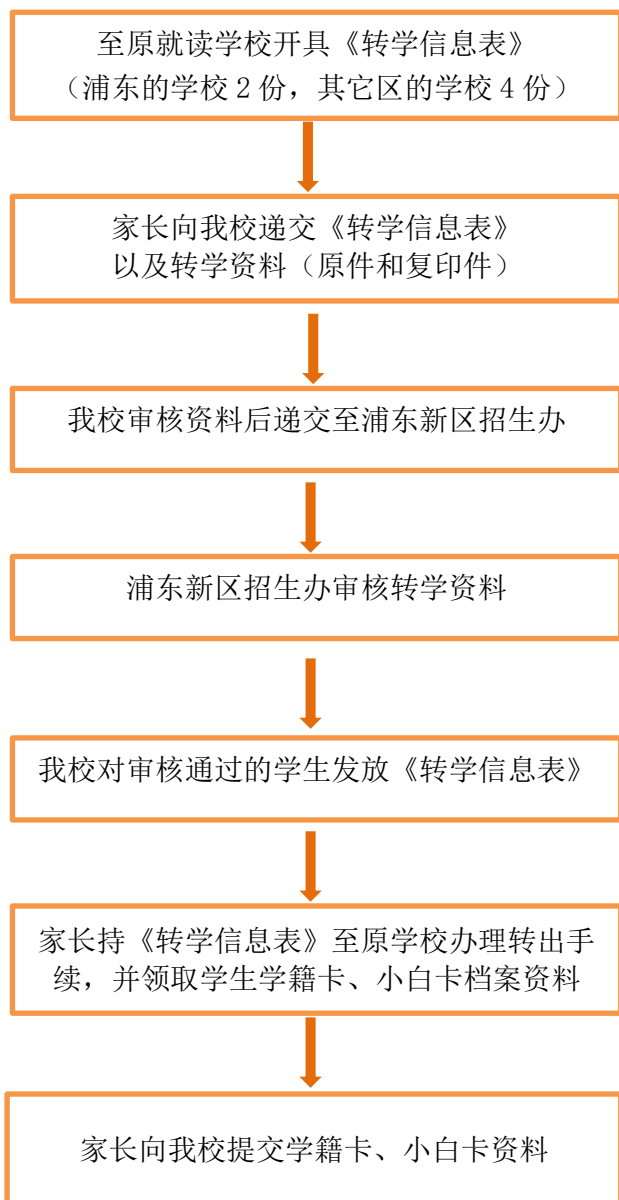 至原就读学校开具《转学信息表》
（浦东的学校 2 份，其它区的学校 4 份）
家长向我校递交《转学信息表》
以及转学资料（原件和复印件）
我校审核资料后递交至浦东新区招生办
浦东新区招生办审核转学资料
我校对审核通过的学生发放《转学信息表》
家长持《转学信息表》至原学校办理转出手
续，并领取学生学籍卡、小白卡档案资料
家长向我校提交学籍卡、小白卡资料